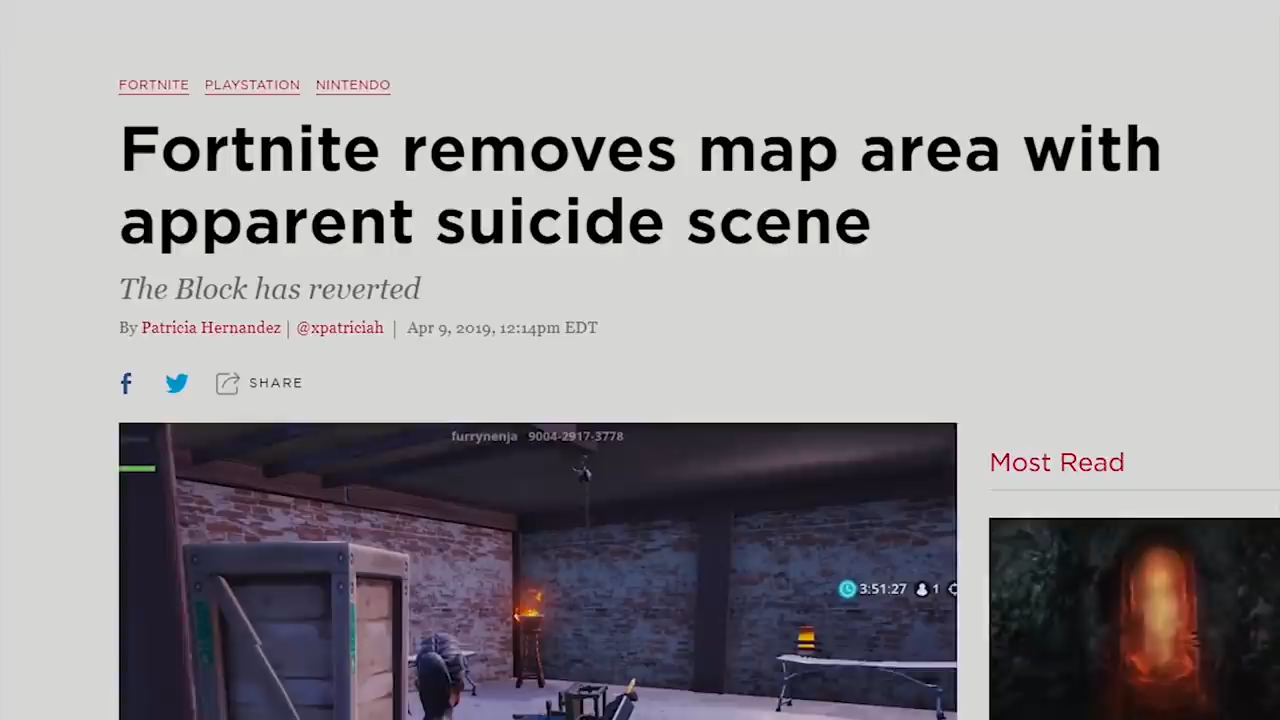 FORTNITE PLAYSTATION NINTENDO
Fortnite removes map area with
apparent suicide scene
The Block has reverted
By Patricia Hernandez | @xpatriciah | Apr 9, 2019, 12:14pm EDT
f SHARE
furrynenja 9004-2917-3778
Most Read
3:51:27 1